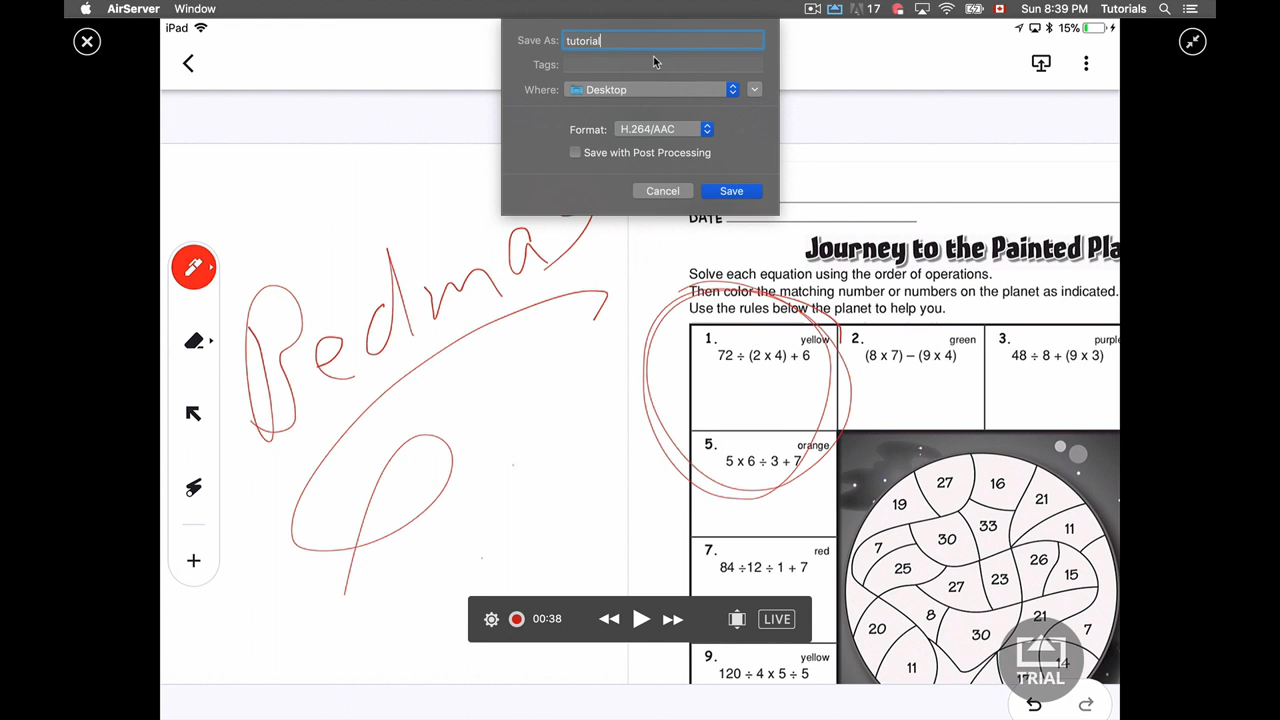 AirServer Window 17 Sun 8:39 PM Tutorials
iPad 15%
Save As: tutorial
Tags:
Where: Desktop
Format: H.264/AAC
Save with Post Processing
Cancel Save
DATE
Journey to the Painted Pla
Solve each equation using the order of operations.
Then color the matching number or numbers on the planet as indicated.
Use the rules below the planet to help you.
1. yellow
72 ÷ (2 x 4) + 6
2. green
(8 x 7) – (9 x 4)
3. purple
48 ÷ 8 + (9 x 3)
5. orange
5 x 6 ÷ 3 + 7
7. red
84 ÷12 ÷ 1 + 7
9. yellow
120 ÷ 4 x 5 ÷ 5
Bedmas
27 16
19 21
33 11
30
7 26
25 15
27 23
8 21
20 30 7
11 14
00:38 LIVE
TRIAL